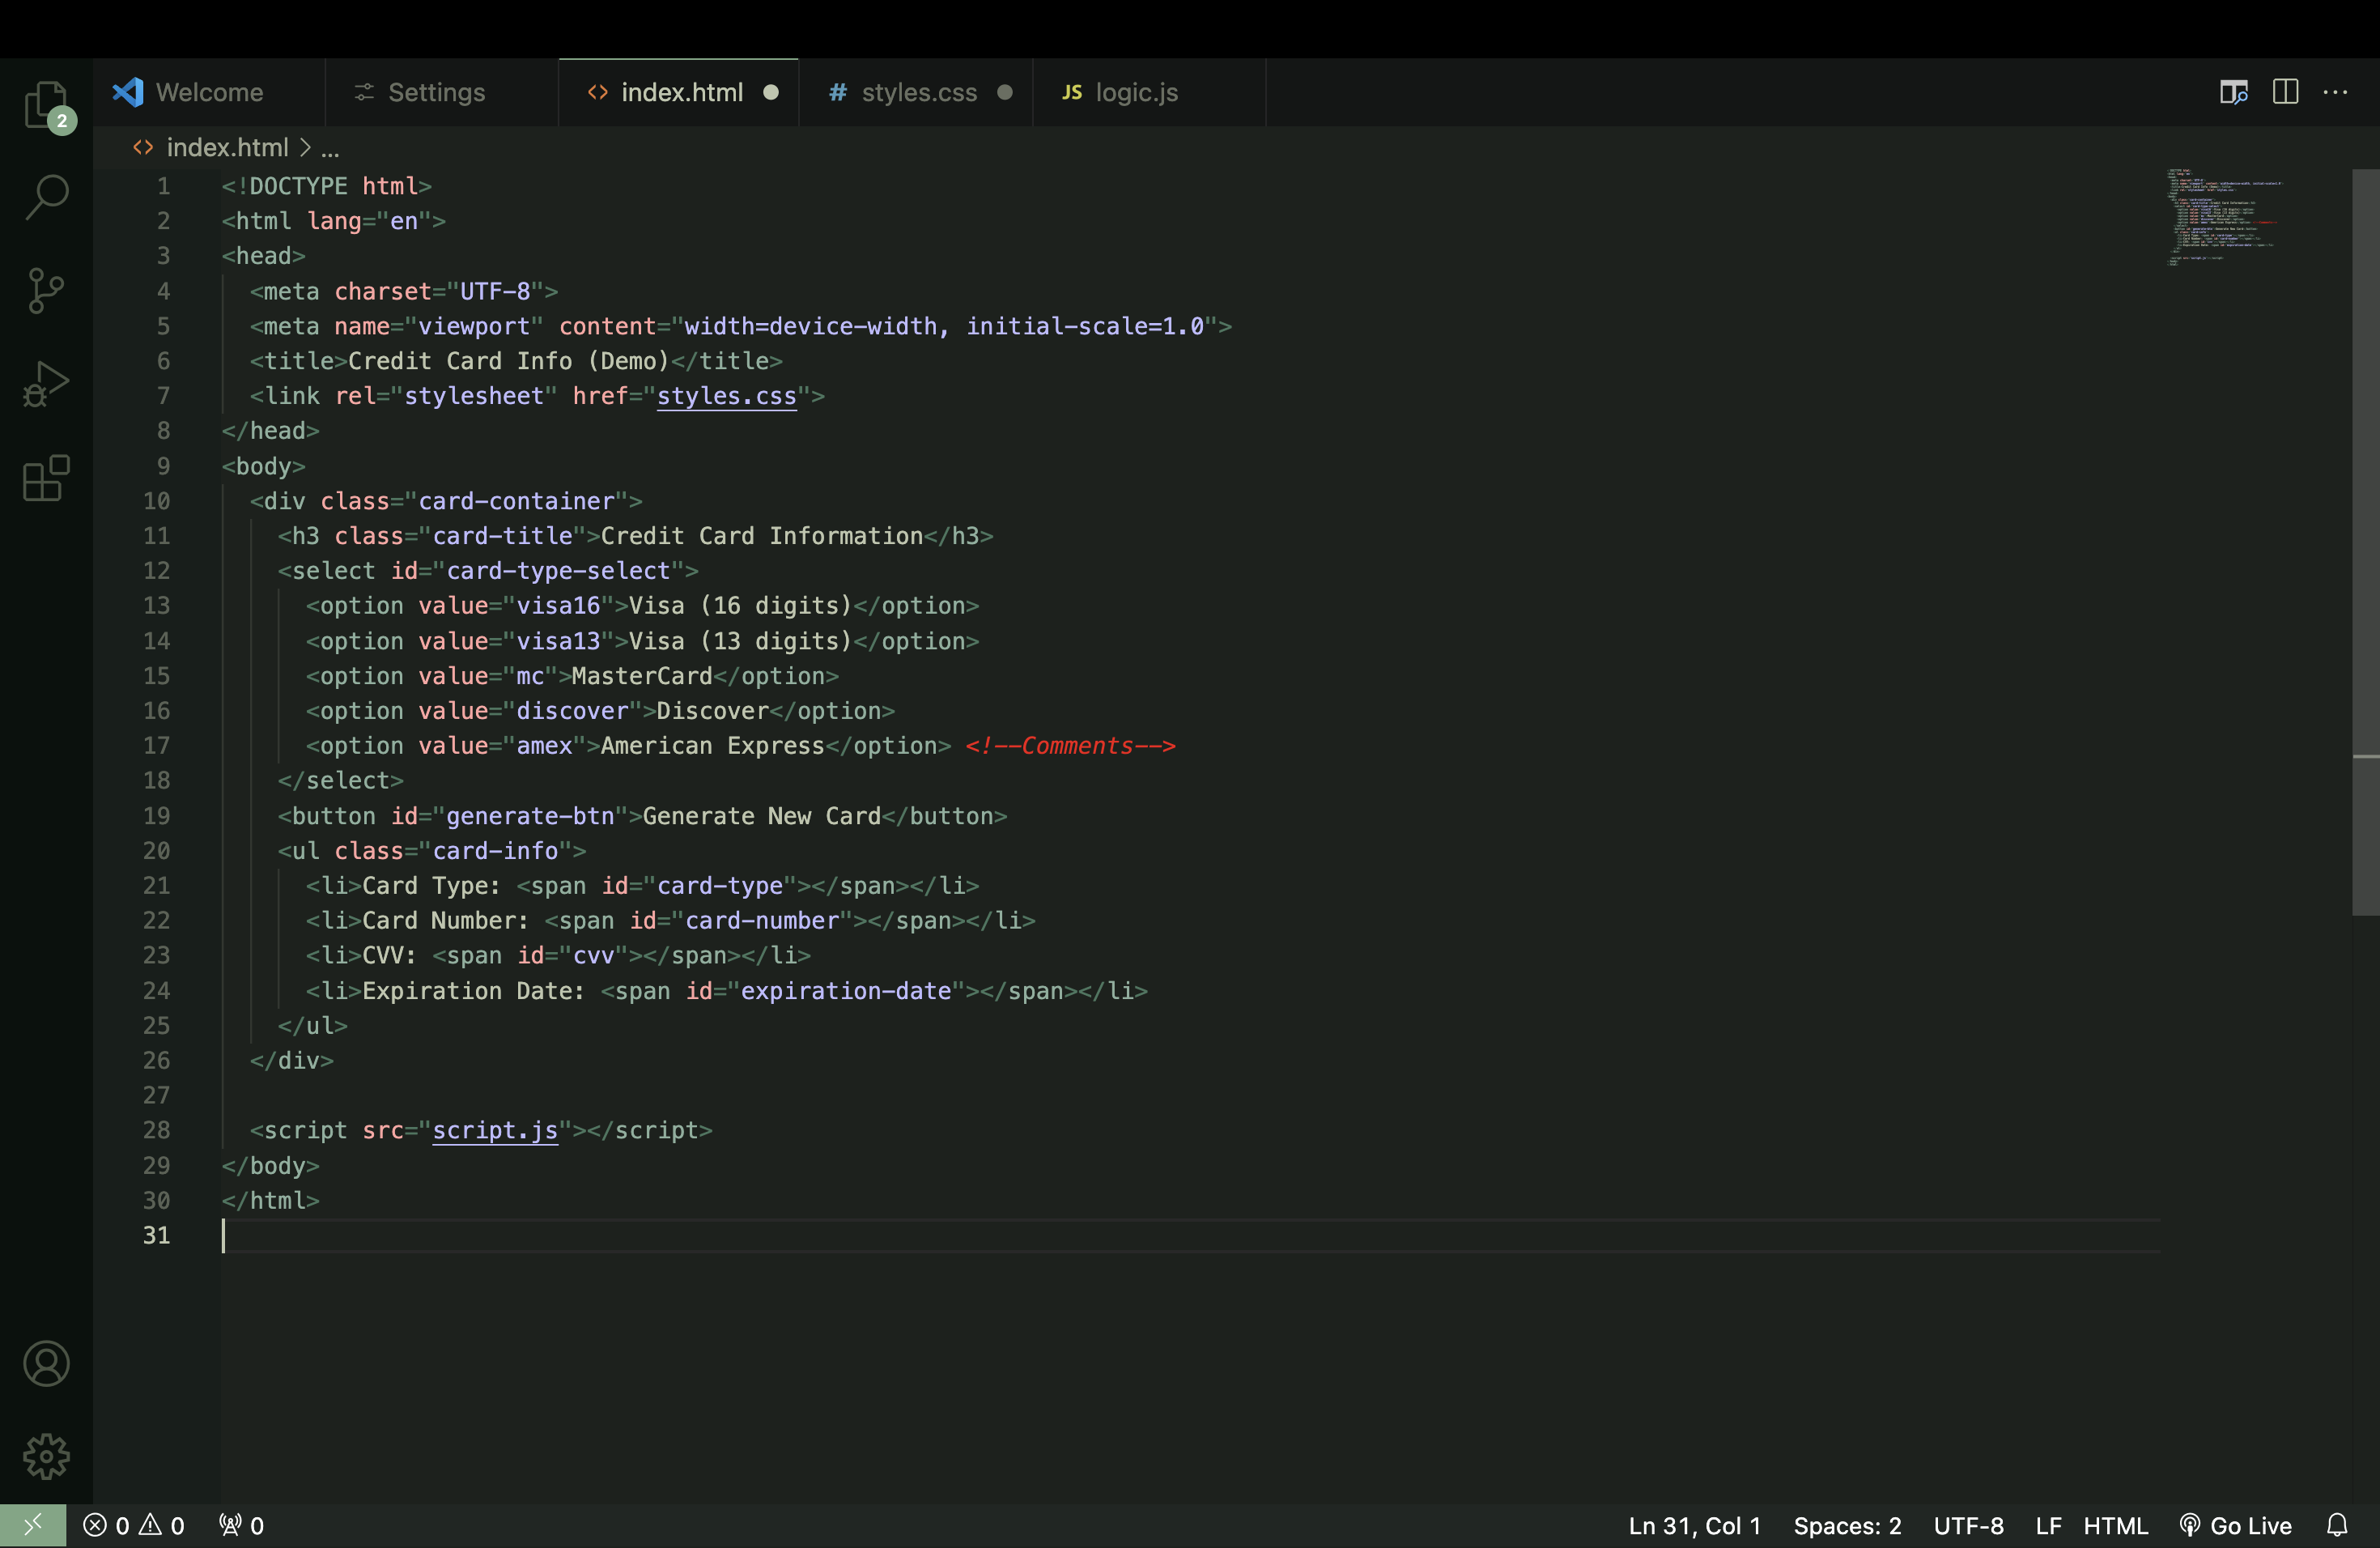 Welcome
Settings
<> index.html
# styles.css
JS logic.js
2
<> index.html > ...
1 <!DOCTYPE html>
2 <html lang="en">
3 <head>
4   <meta charset="UTF-8">
5   <meta name="viewport" content="width=device-width, initial-scale=1.0">
6   <title>Credit Card Info (Demo)</title>
7   <link rel="stylesheet" href="styles.css">
8 </head>
9 <body>
10   <div class="card-container">
11     <h3 class="card-title">Credit Card Information</h3>
12     <select id="card-type-select">
13       <option value="visa16">Visa (16 digits)</option>
14       <option value="visa13">Visa (13 digits)</option>
15       <option value="mc">MasterCard</option>
16       <option value="discover">Discover</option>
17       <option value="amex">American Express</option> <!--Comments-->
18     </select>
19     <button id="generate-btn">Generate New Card</button>
20     <ul class="card-info">
21       <li>Card Type: <span id="card-type"></span></li>
22       <li>Card Number: <span id="card-number"></span></li>
23       <li>CVV: <span id="cvv"></span></li>
24       <li>Expiration Date: <span id="expiration-date"></span></li>
25     </ul>
26   </div>
27
28   <script src="script.js"></script>
29 </body>
30 </html>
31
0 0 0
Ln 31, Col 1
Spaces: 2
UTF-8
LF
HTML
Go Live